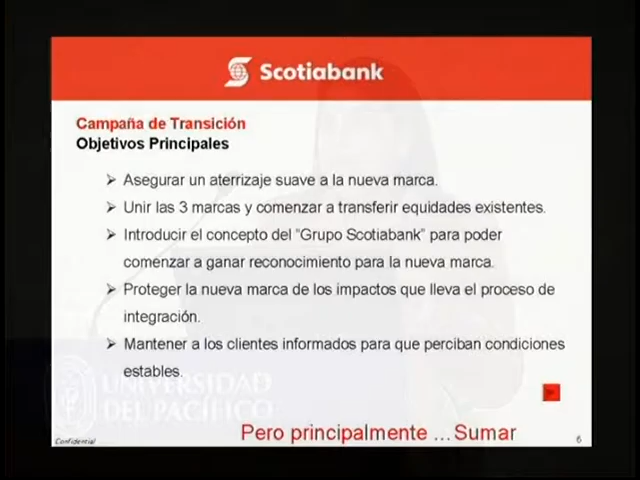 Scotiabank
Campaña de Transición
Objetivos Principales
➢ Asegurar un aterrizaje suave a la nueva marca.
➢ Unir las 3 marcas y comenzar a transferir equidades existentes.
➢ Introducir el concepto del "Grupo Scotiabank" para poder
comenzar a ganar reconocimiento para la nueva marca.
➢ Proteger la nueva marca de los impactos que lleva el proceso de
integración.
➢ Mantener a los clientes informados para que perciban condiciones
estables.
UNIVERSIDAD
DEL PACÍFICO
Pero principalmente ... Sumar
Confidential
6